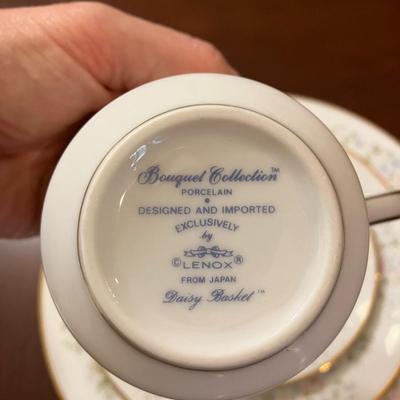 Bouquet Collection™
PORCELAIN
•
DESIGNED AND IMPORTED
EXCLUSIVELY
by
©LENOX®
FROM JAPAN
Daisy Basket™